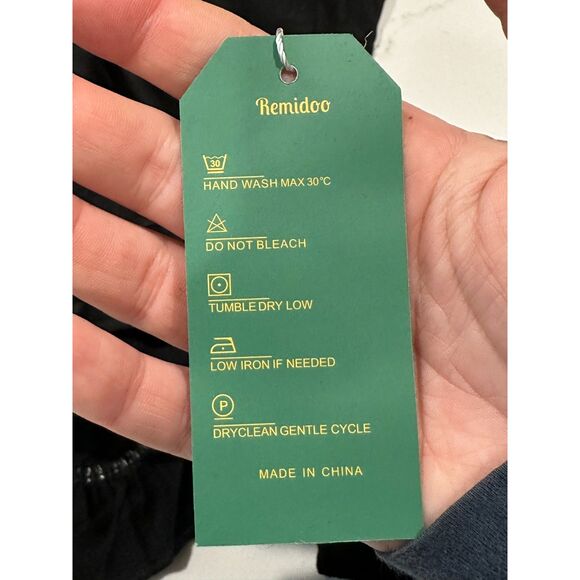 Remidoo
30
HAND WASH MAX 30°C
DO NOT BLEACH
TUMBLE DRY LOW
LOW IRON IF NEEDED
P
DRYCLEAN GENTLE CYCLE
MADE IN CHINA